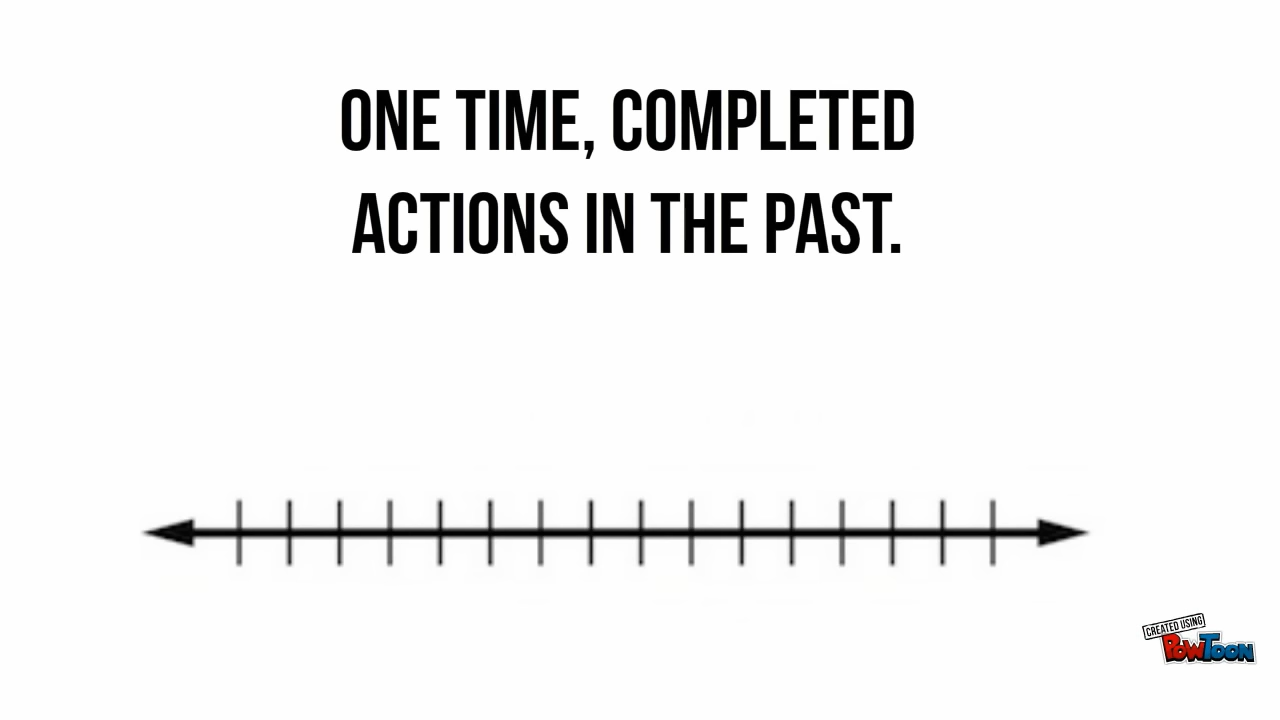 ONE TIME, COMPLETED
ACTIONS IN THE PAST.
CREATED USING
POWTOON